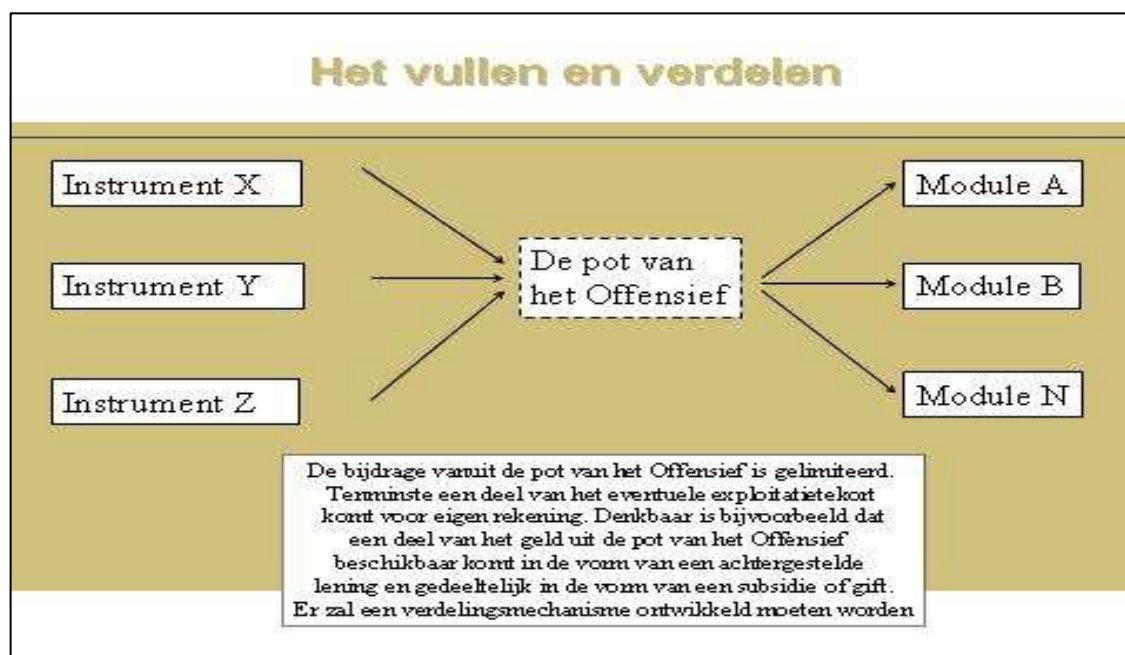 Het vullen en verdelen
Instrument X
Module A
De pot van
het Offensief
Instrument Y
Module B
Instrument Z
Module N
De bijdrage vanuit de pot van het Offensief is gelimiteerd.
Tenminste een deel van het eventuele exploitatietekort
komt voor eigen rekening. Denkbaar is bijvoorbeeld dat
een deel van het geld uit de pot van het Offensief
beschikbaar komt in de vorm van een achtergestelde
lening en gedeeltelijk in de vorm van een subsidie of gift.
Er zal een verdelingsmechanisme ontwikkeld moeten worden